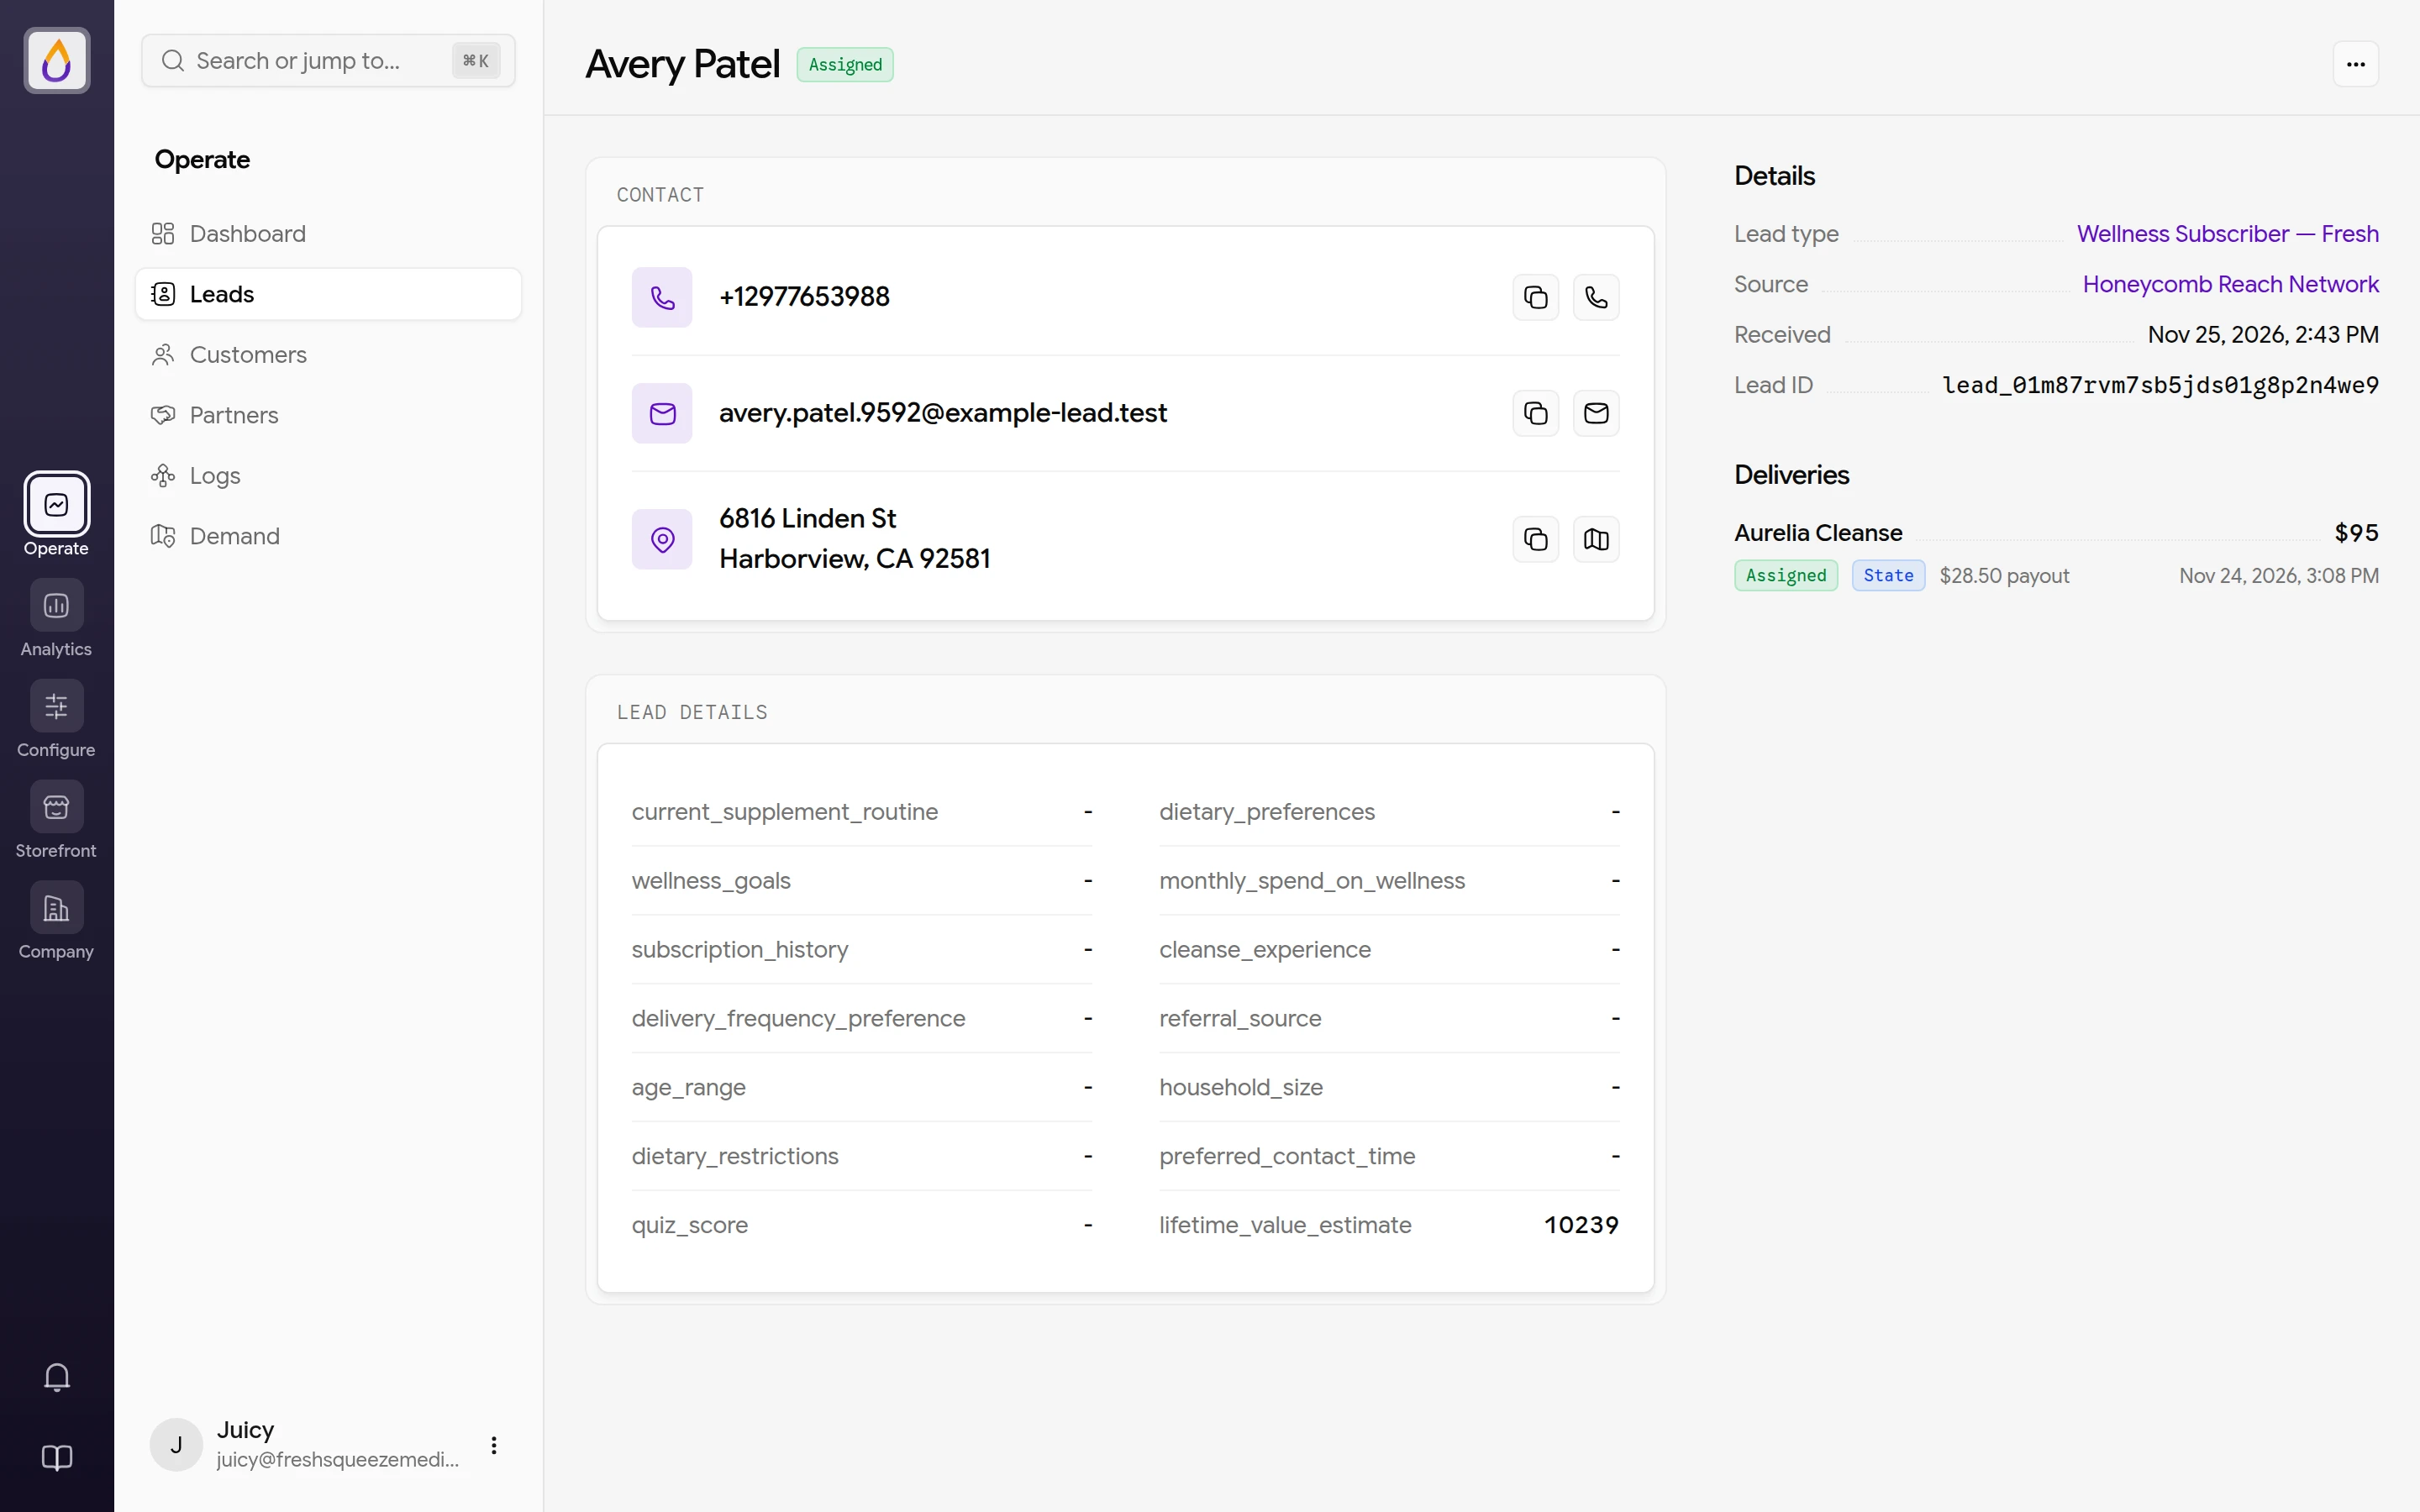 Search or jump to...
⌘K
Operate
Dashboard
Leads
Customers
Partners
Logs
Demand
Operate
Analytics
Configure
Storefront
Company
J
Juicy
juicy@freshsqueezemedi...
Avery Patel
Assigned
CONTACT
+12977653988
avery.patel.9592@example-lead.test
6816 Linden St
Harborview, CA 92581
LEAD DETAILS
current_supplement_routine -
dietary_preferences -
wellness_goals -
monthly_spend_on_wellness -
subscription_history -
cleanse_experience -
delivery_frequency_preference -
referral_source -
age_range -
household_size -
dietary_restrictions -
preferred_contact_time -
quiz_score -
lifetime_value_estimate 10239
Details
Lead type Wellness Subscriber — Fresh
Source Honeycomb Reach Network
Received Nov 25, 2026, 2:43 PM
Lead ID lead_01m87rvm7sb5jds01g8p2n4we9
Deliveries
Aurelia Cleanse $95
Assigned State $28.50 payout Nov 24, 2026, 3:08 PM